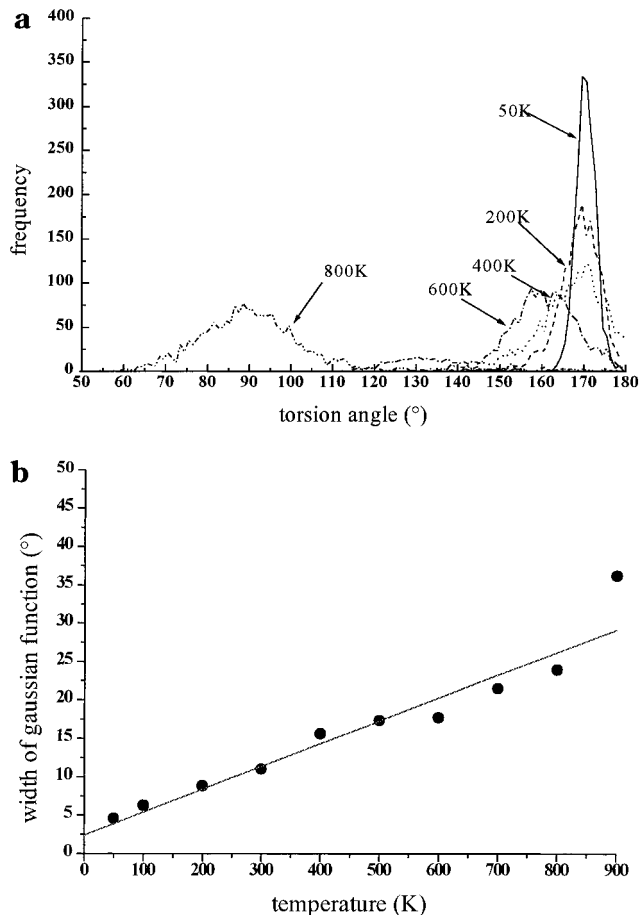 a
400
350
300
250
200
150
100
50
0
frequency
50K
200K
400K
600K
800K
50 60 70 80 90 100 110 120 130 140 150 160 170 180
torsion angle (°)
b
50
45
40
35
30
25
20
15
10
5
0
width of gaussian function (°)
0 100 200 300 400 500 600 700 800 900
temperature (K)